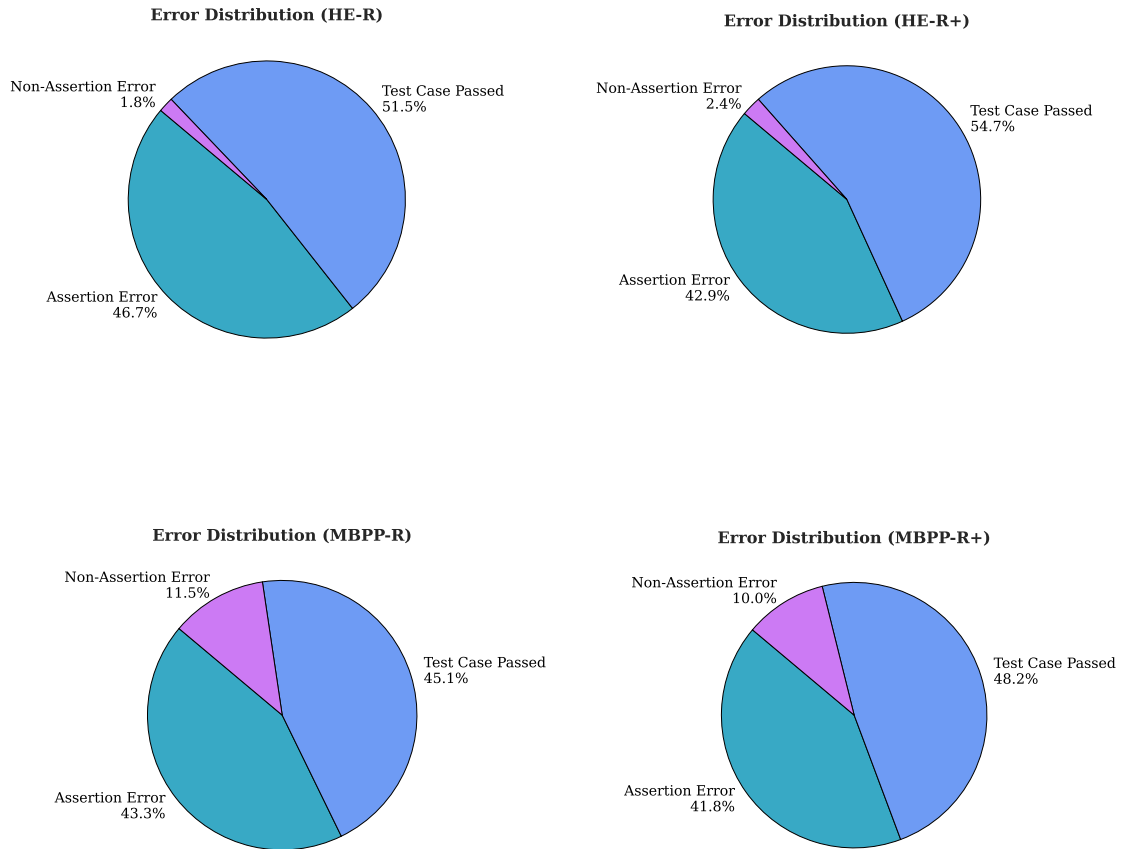 Error Distribution (HE-R)
Non-Assertion Error
1.8%
Test Case Passed
51.5%
Assertion Error
46.7%
Error Distribution (HE-R+)
Non-Assertion Error
2.4%
Test Case Passed
54.7%
Assertion Error
42.9%
Error Distribution (MBPP-R)
Non-Assertion Error
11.5%
Test Case Passed
45.1%
Assertion Error
43.3%
Error Distribution (MBPP-R+)
Non-Assertion Error
10.0%
Test Case Passed
48.2%
Assertion Error
41.8%